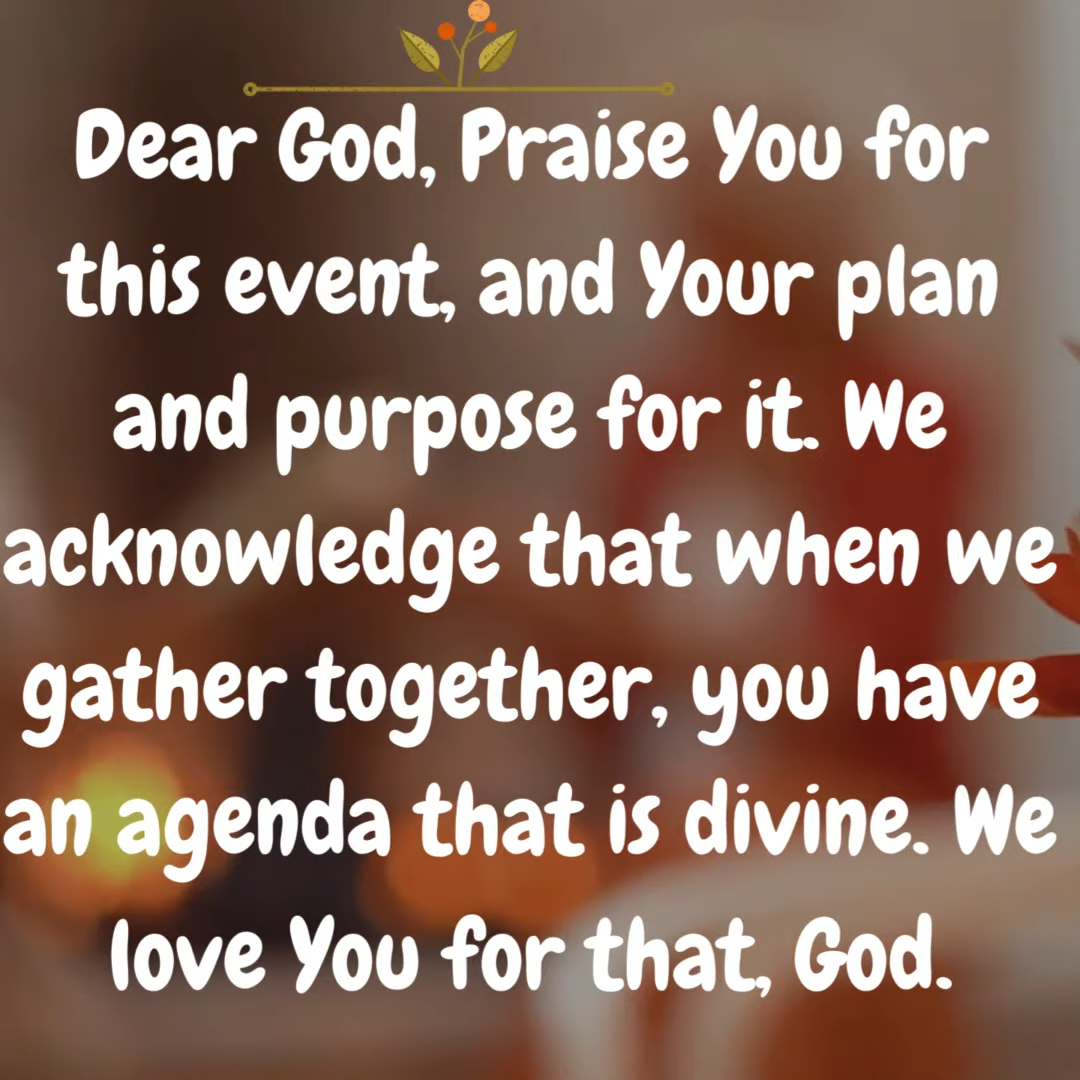 Dear God, Praise You for
this event, and Your plan
and purpose for it. We
acknowledge that when we
gather together, you have
an agenda that is divine. We
love You for that, God.